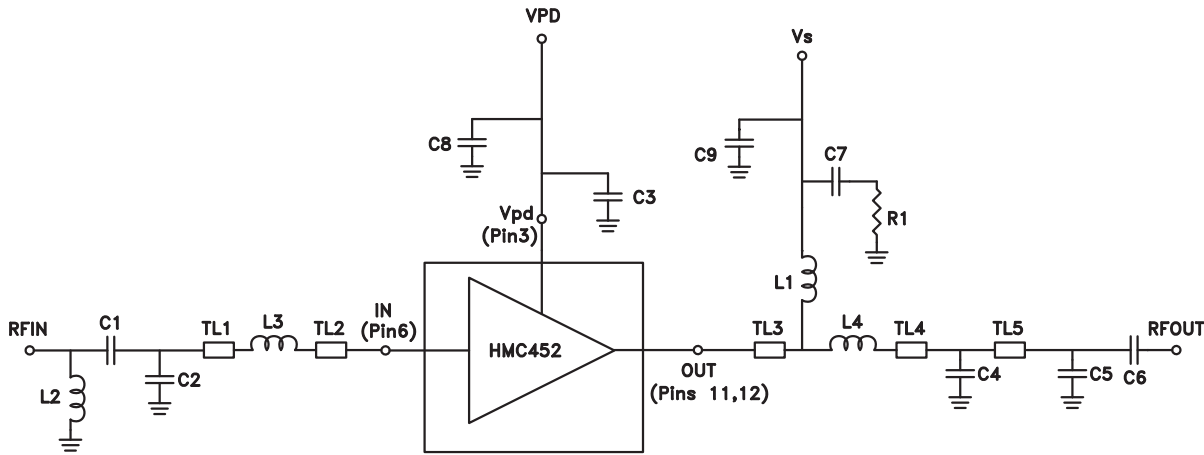 VPD
Vs
C8
C9
C7
C3
R1
Vpd
(Pin3)
L1
IN
(Pin6)
RFIN
C1
TL1
L3
TL2
HMC452
TL3
L4
TL4
TL5
RFOUT
L2
C2
OUT
(Pins 11,12)
C4
C5
C6